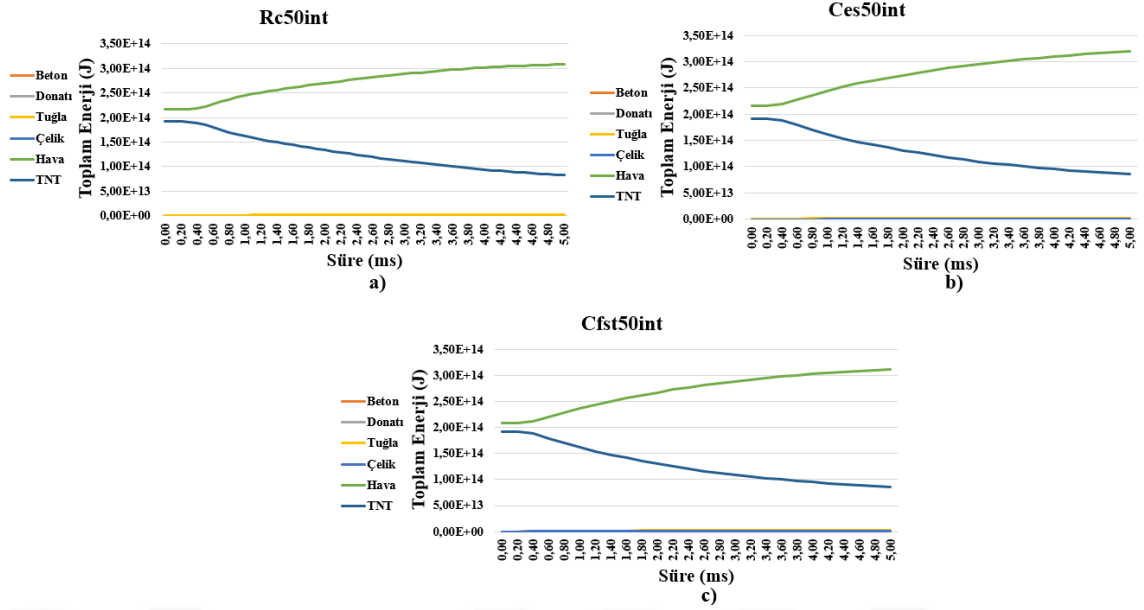 Rc50int
3,50E+14
3,00E+14
2,50E+14
2,00E+14
1,50E+14
1,00E+14
5,00E+13
0,00E+00
Toplam Enerji (J)
Beton
Donatı
Tuğla
Çelik
Hava
TNT
0,00 0,20 0,40 0,60 0,80 1,00 1,20 1,40 1,60 1,80 2,00 2,20 2,40 2,60 2,80 3,00 3,20 3,40 3,60 3,80 4,00 4,20 4,40 4,60 4,80 5,00
Süre (ms)
a)
Ces50int
3,50E+14
3,00E+14
2,50E+14
2,00E+14
1,50E+14
1,00E+14
5,00E+13
0,00E+00
Toplam Enerji (J)
Beton
Donatı
Tuğla
Çelik
Hava
TNT
0,00 0,20 0,40 0,60 0,80 1,00 1,20 1,40 1,60 1,80 2,00 2,20 2,40 2,60 2,80 3,00 3,20 3,40 3,60 3,80 4,00 4,20 4,40 4,60 4,80 5,00
Süre (ms)
b)
Cfst50int
3,50E+14
3,00E+14
2,50E+14
2,00E+14
1,50E+14
1,00E+14
5,00E+13
0,00E+00
Toplam Enerji (J)
Beton
Donatı
Tuğla
Çelik
Hava
TNT
0,00 0,20 0,40 0,60 0,80 1,00 1,20 1,40 1,60 1,80 2,00 2,20 2,40 2,60 2,80 3,00 3,20 3,40 3,60 3,80 4,00 4,20 4,40 4,60 4,80 5,00
Süre (ms)
c)